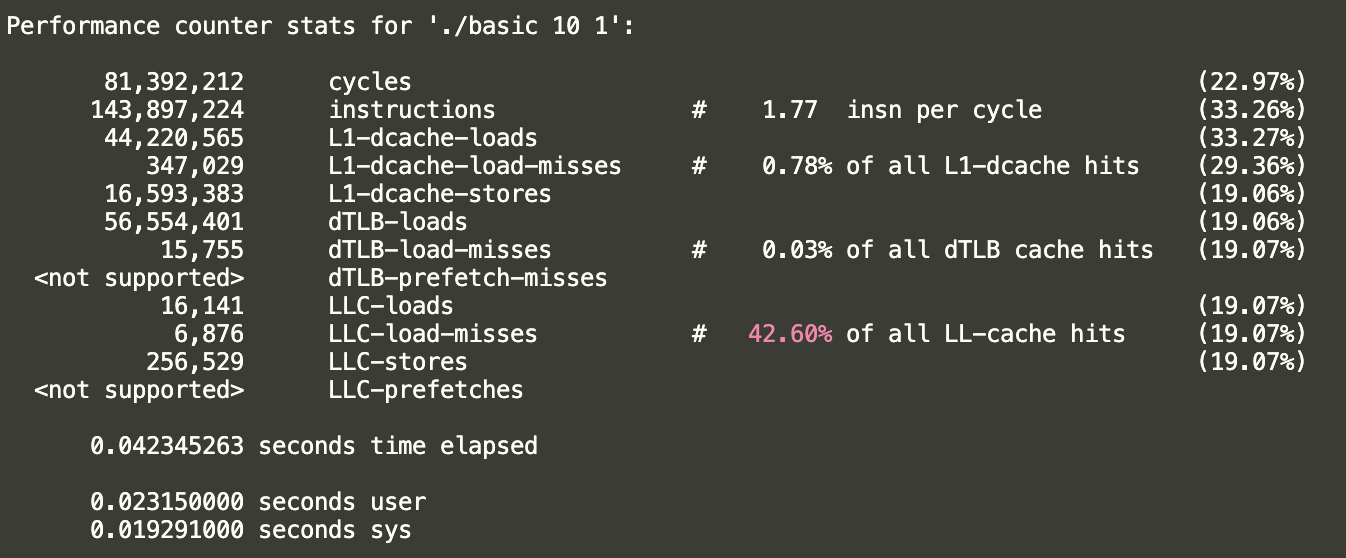 Performance counter stats for './basic 10 1':
81,392,212 cycles (22.97%)
143,897,224 instructions # 1.77 insn per cycle (33.26%)
44,220,565 L1-dcache-loads (33.27%)
347,029 L1-dcache-load-misses # 0.78% of all L1-dcache hits (29.36%)
16,593,383 L1-dcache-stores (19.06%)
56,554,401 dTLB-loads (19.06%)
15,755 dTLB-load-misses # 0.03% of all dTLB cache hits (19.07%)
<not supported> dTLB-prefetch-misses
16,141 LLC-loads (19.07%)
6,876 LLC-load-misses # 42.60% of all LL-cache hits (19.07%)
256,529 LLC-stores (19.07%)
<not supported> LLC-prefetches
0.042345263 seconds time elapsed
0.023150000 seconds user
0.019291000 seconds sys